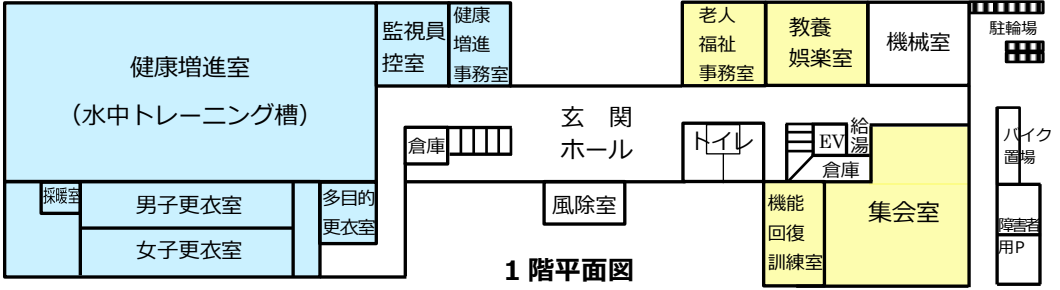 健康増進室
（水中トレーニング槽）
監視員
控室
健康
増進
事務室
老人
福祉
事務室
教養
娯楽室
機械室
駐輪場
倉庫
玄 関
ホール
トイレ
EV
給
湯
倉庫
バイク
置場
採暖室
男子更衣室
女子更衣室
多目的
更衣室
風除室
機能
回復
訓練室
集会室
障害者
用P
1 階平面図